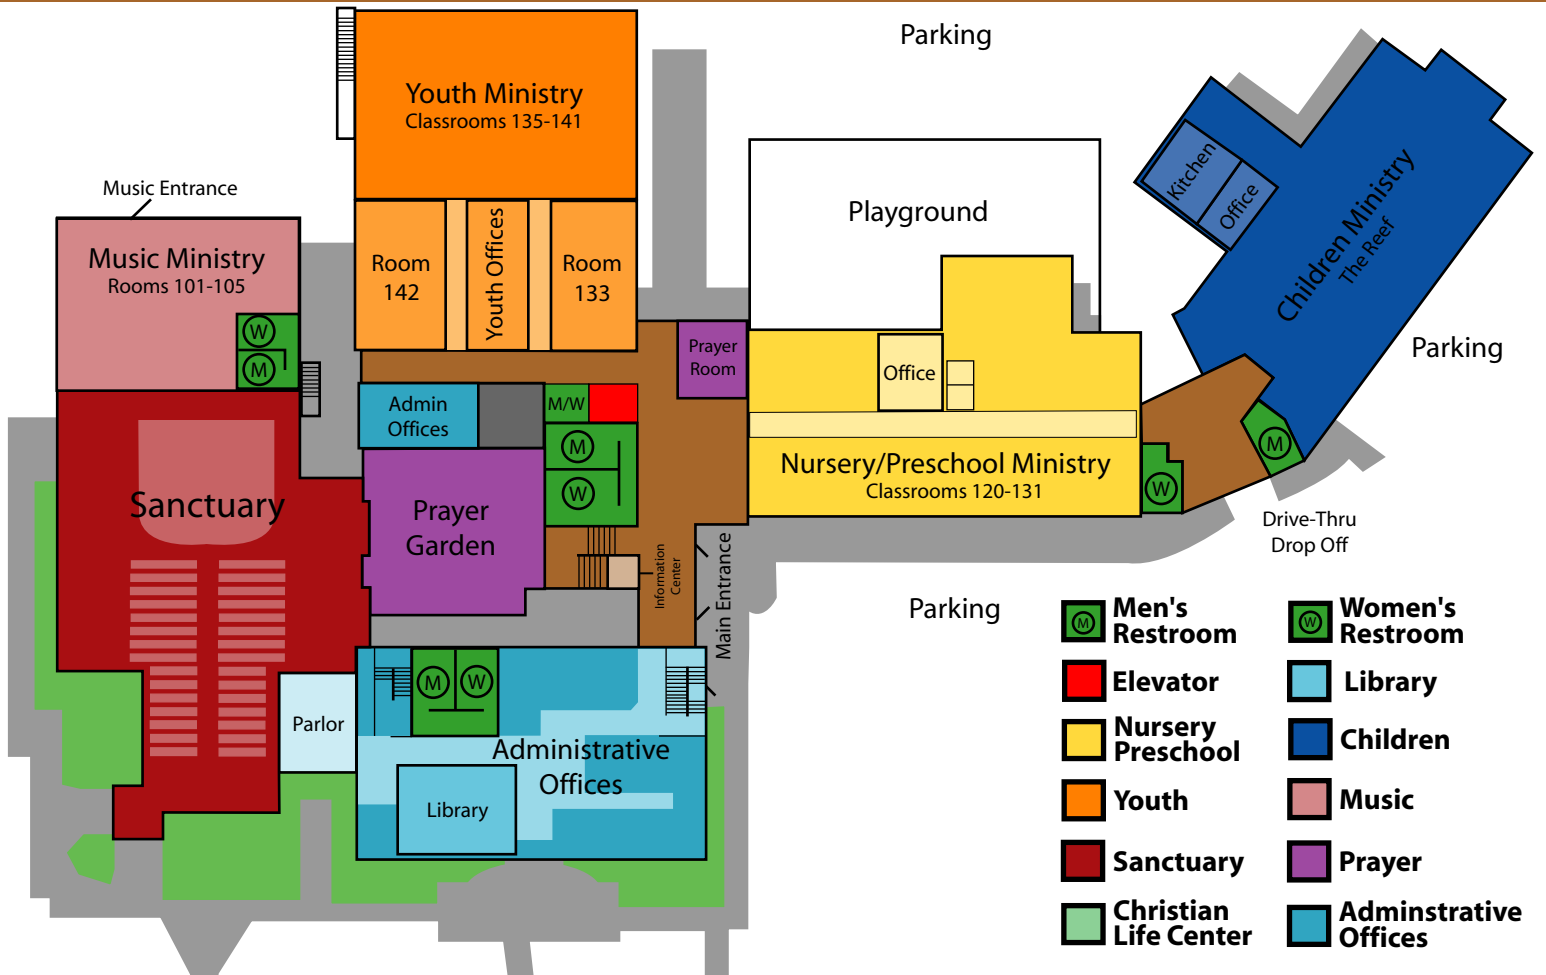 Parking
Youth Ministry
Classrooms 135-141
Music Entrance
Music Ministry
Rooms 101-105
W
M
Room
142
Youth Offices
Room
133
Playground
Kitchen
Office
Children Ministry
The Reef
Parking
Prayer
Room
Office
Admin
Offices
M/W
M
W
Nursery/Preschool Ministry
Classrooms 120-131
W
M
Drive-Thru
Drop Off
Sanctuary
Prayer
Garden
Information
Center
Main Entrance
Parking
M
W
Parlor
Administrative
Offices
Library
M
Men's
Restroom
W
Women's
Restroom
Elevator
Library
Nursery
Preschool
Children
Youth
Music
Sanctuary
Prayer
Christian
Life Center
Adminstrative
Offices